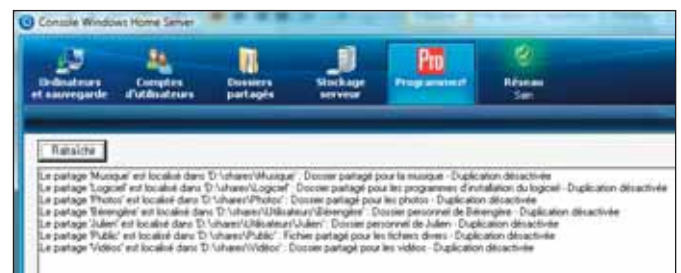 Console Windows Home Server
Ordinateurs et sauvegarde
Comptes d'utilisateurs
Dossiers partagés
Stockage serveur
Pro
Programmez!
Réseau
Sain
Rafraîchir
Le partage 'Musique' est localisé dans 'D:\shares\Musique' : Dossier partagé pour la musique - Duplication désactivée
Le partage 'Logiciel' est localisé dans 'D:\shares\Logiciel' : Dossier partagé pour les programmes d'installation du logiciel - Duplication désactivée
Le partage 'Photos' est localisé dans 'D:\shares\Photos' : Dossier partagé pour les photos - Duplication désactivée
Le partage 'Bérengère' est localisé dans 'D:\shares\Utilisateurs\Bérengère' : Dossier personnel de Bérengère - Duplication désactivée
Le partage 'Julien' est localisé dans 'D:\shares\Utilisateurs\Julien' : Dossier personnel de Julien - Duplication désactivée
Le partage 'Public' est localisé dans 'D:\shares\Public' : Fichier partagé pour les fichiers divers - Duplication désactivée
Le partage 'Vidéos' est localisé dans 'D:\shares\Vidéos' : Dossier partagé pour les vidéos - Duplication désactivée